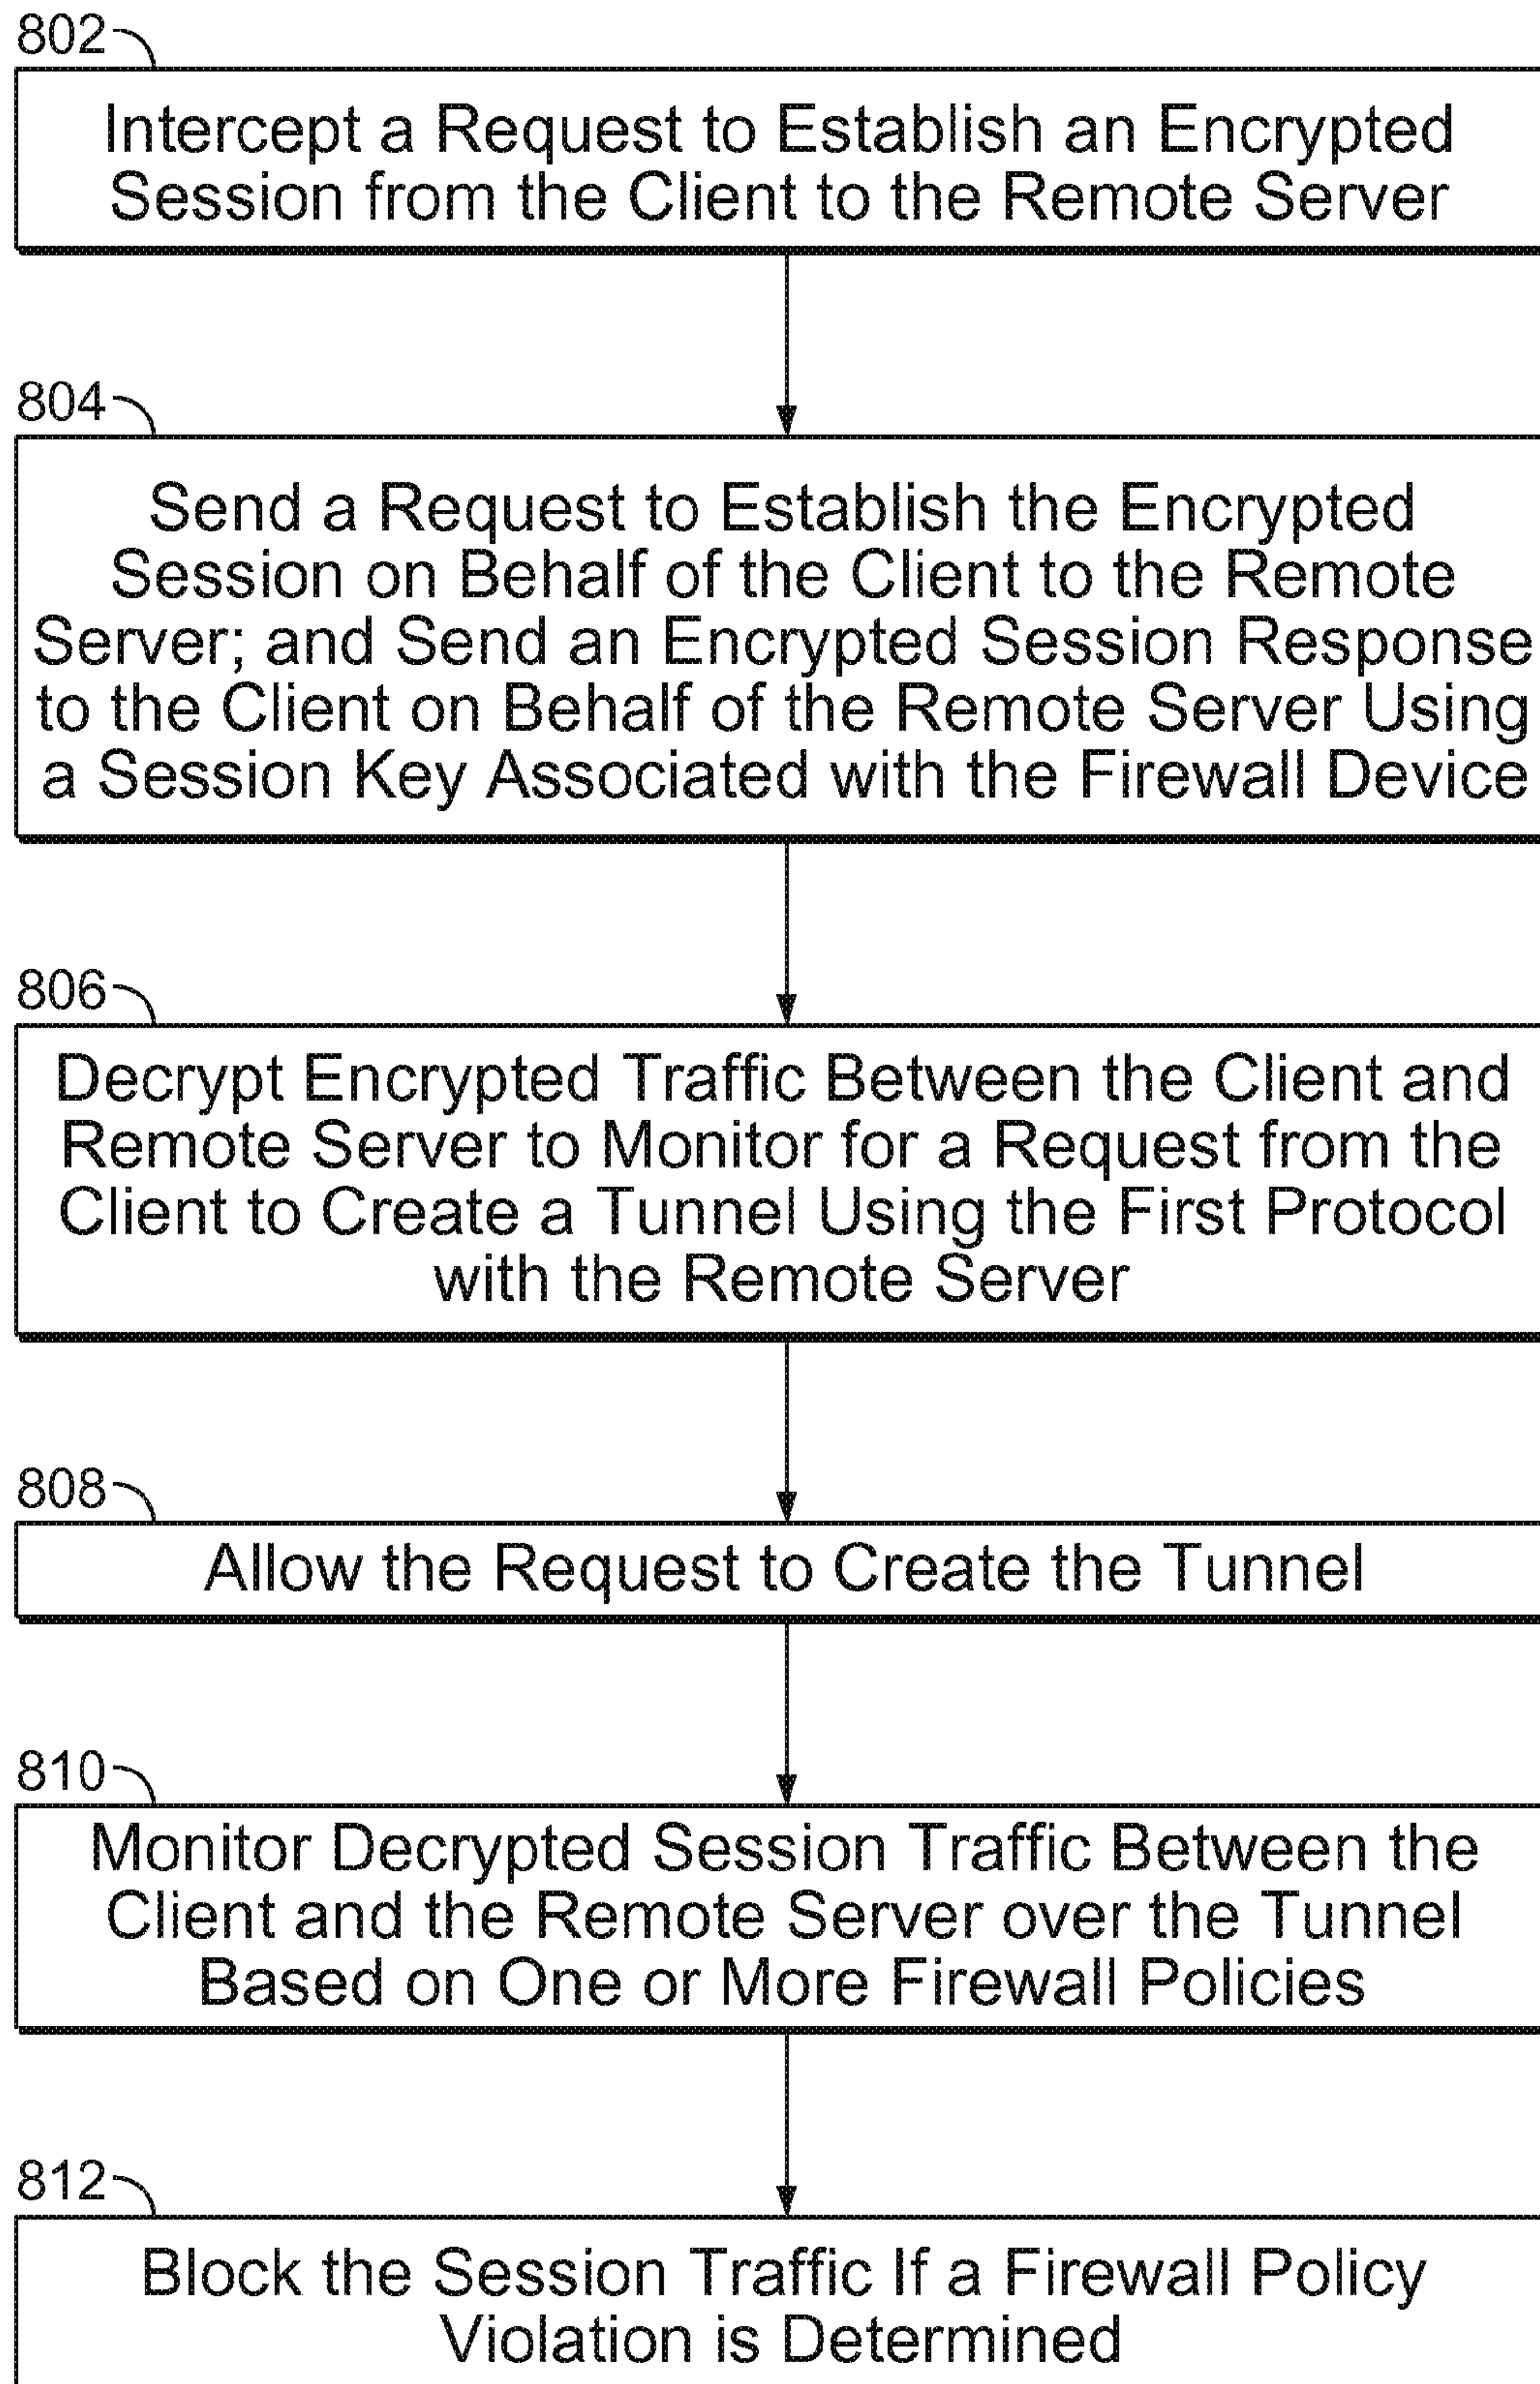 802
Intercept a Request to Establish an Encrypted
Session from the Client to the Remote Server
804
Send a Request to Establish the Encrypted
Session on Behalf of the Client to the Remote
Server; and Send an Encrypted Session Response
to the Client on Behalf of the Remote Server Using
a Session Key Associated with the Firewall Device
806
Decrypt Encrypted Traffic Between the Client and
Remote Server to Monitor for a Request from the
Client to Create a Tunnel Using the First Protocol
with the Remote Server
808
Allow the Request to Create the Tunnel
810
Monitor Decrypted Session Traffic Between the
Client and the Remote Server over the Tunnel
Based on One or More Firewall Policies
812
Block the Session Traffic If a Firewall Policy
Violation is Determined